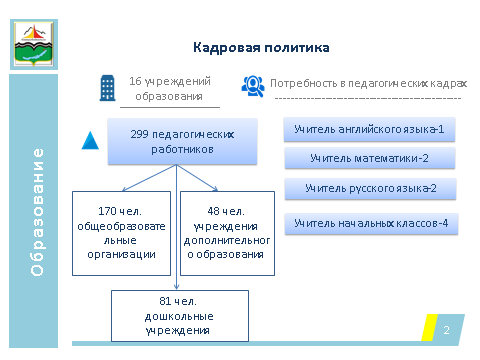 Кадровая политика
16 учреждений
образования
Потребность в педагогических кадрах
299 педагогических
работников
Учитель английского языка-1
Учитель математики-2
Учитель русского языка-2
Учитель начальных классов-4
170 чел.
общеобразовате
льные
организации
48 чел.
учреждения
дополнительног
о образования
81 чел.
дошкольные
учреждения
Образование
2